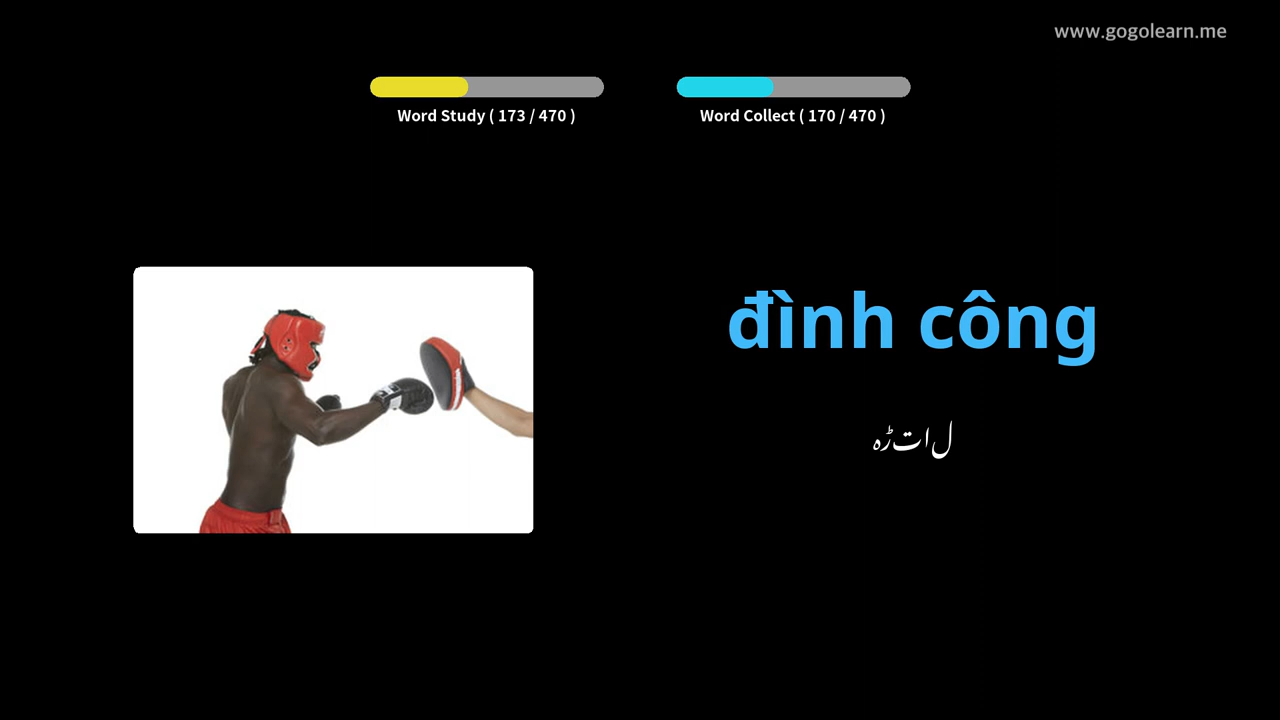 www.gogolearn.me
Word Study ( 173 / 470 )
Word Collect ( 170 / 470 )
đình công
لاتڑہ